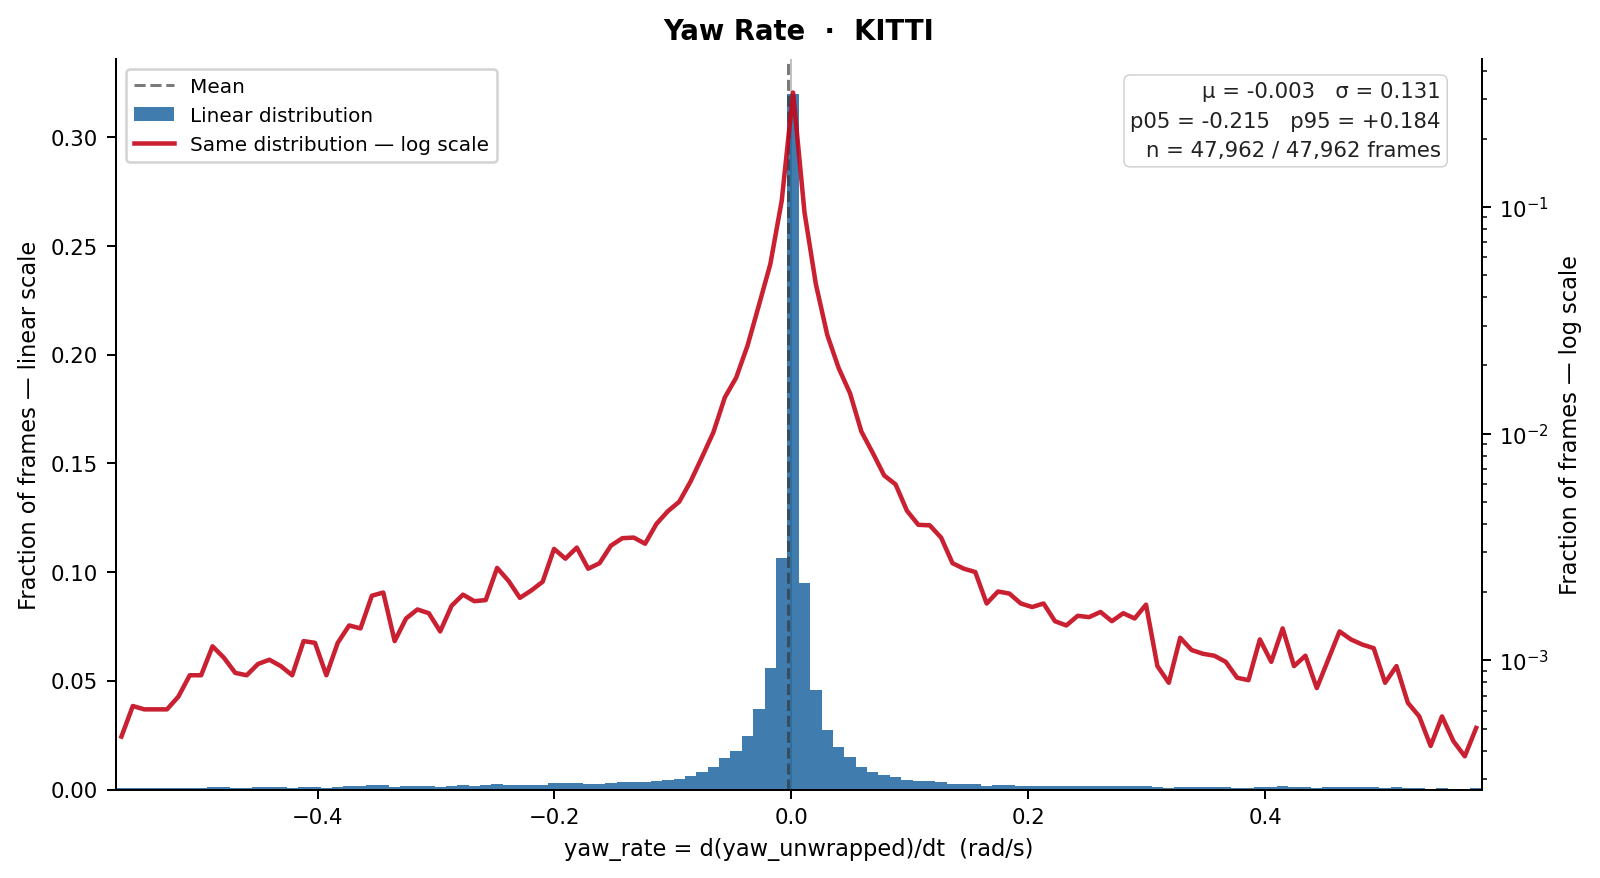 Yaw Rate · KITTI
Mean
Linear distribution
Same distribution — log scale
μ = -0.003 σ = 0.131
p05 = -0.215 p95 = +0.184
n = 47,962 / 47,962 frames
Fraction of frames — linear scale
0.30
0.25
0.20
0.15
0.10
0.05
0.00
10⁻¹
10⁻²
10⁻³
Fraction of frames — log scale
−0.4 −0.2 0.0 0.2 0.4
yaw_rate = d(yaw_unwrapped)/dt (rad/s)